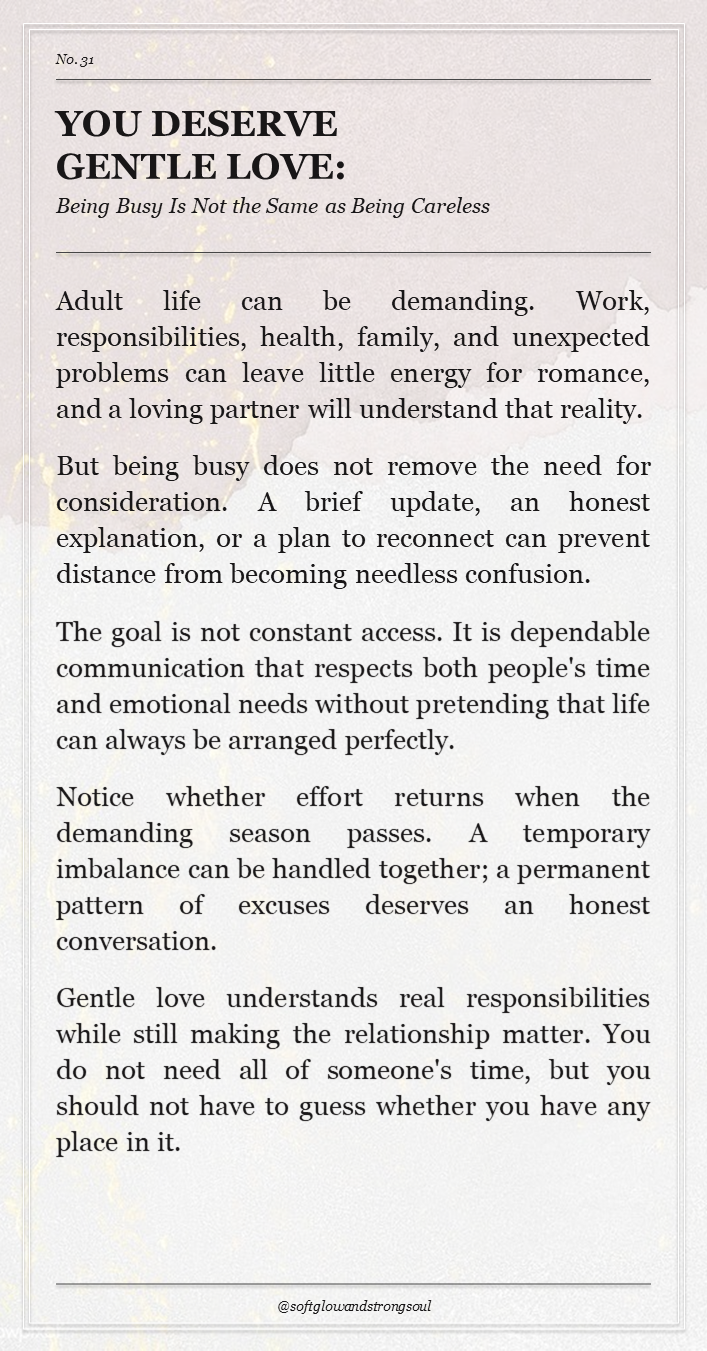 No. 31
YOU DESERVE
GENTLE LOVE:
Being Busy Is Not the Same as Being Careless
Adult life can be demanding. Work,
responsibilities, health, family, and unexpected
problems can leave little energy for romance,
and a loving partner will understand that reality.
But being busy does not remove the need for
consideration. A brief update, an honest
explanation, or a plan to reconnect can prevent
distance from becoming needless confusion.
The goal is not constant access. It is dependable
communication that respects both people's time
and emotional needs without pretending that life
can always be arranged perfectly.
Notice whether effort returns when the
demanding season passes. A temporary
imbalance can be handled together; a permanent
pattern of excuses deserves an honest
conversation.
Gentle love understands real responsibilities
while still making the relationship matter. You
do not need all of someone's time, but you
should not have to guess whether you have any
place in it.
@softglowandstrongsoul